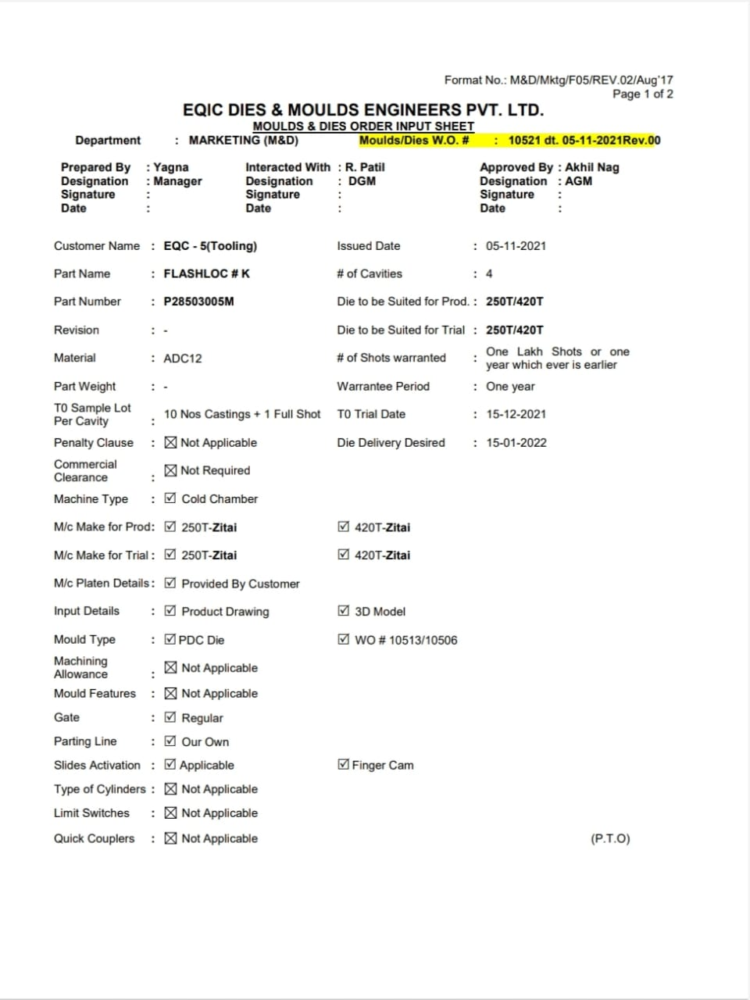 Format No.: M&D/Mktg/F05/REV.02/Aug'17
Page 1 of 2
EQIC DIES & MOULDS ENGINEERS PVT. LTD.
MOULDS & DIES ORDER INPUT SHEET
Department : MARKETING (M&D) Moulds/Dies W.O. # : 10521 dt. 05-11-2021Rev.00
Prepared By : Yagna Interacted With : R. Patil Approved By : Akhil Nag
Designation : Manager Designation : DGM Designation : AGM
Signature : Signature : Signature :
Date : Date : Date :
Customer Name : EQC - 5(Tooling) Issued Date : 05-11-2021
Part Name : FLASHLOC # K # of Cavities : 4
Part Number : P28503005M Die to be Suited for Prod. : 250T/420T
Revision : - Die to be Suited for Trial : 250T/420T
Material : ADC12 # of Shots warranted : One Lakh Shots or one
year which ever is earlier
Part Weight : - Warrantee Period : One year
T0 Sample Lot
Per Cavity : 10 Nos Castings + 1 Full Shot T0 Trial Date : 15-12-2021
Penalty Clause : ☒ Not Applicable Die Delivery Desired : 15-01-2022
Commercial
Clearance : ☒ Not Required
Machine Type : ☑ Cold Chamber
M/c Make for Prod: ☑ 250T-Zitai ☑ 420T-Zitai
M/c Make for Trial : ☑ 250T-Zitai ☑ 420T-Zitai
M/c Platen Details : ☑ Provided By Customer
Input Details : ☑ Product Drawing ☑ 3D Model
Mould Type : ☑ PDC Die ☑ WO # 10513/10506
Machining
Allowance : ☒ Not Applicable
Mould Features : ☒ Not Applicable
Gate : ☑ Regular
Parting Line : ☑ Our Own
Slides Activation : ☑ Applicable ☑ Finger Cam
Type of Cylinders : ☒ Not Applicable
Limit Switches : ☒ Not Applicable
Quick Couplers : ☒ Not Applicable (P.T.O)